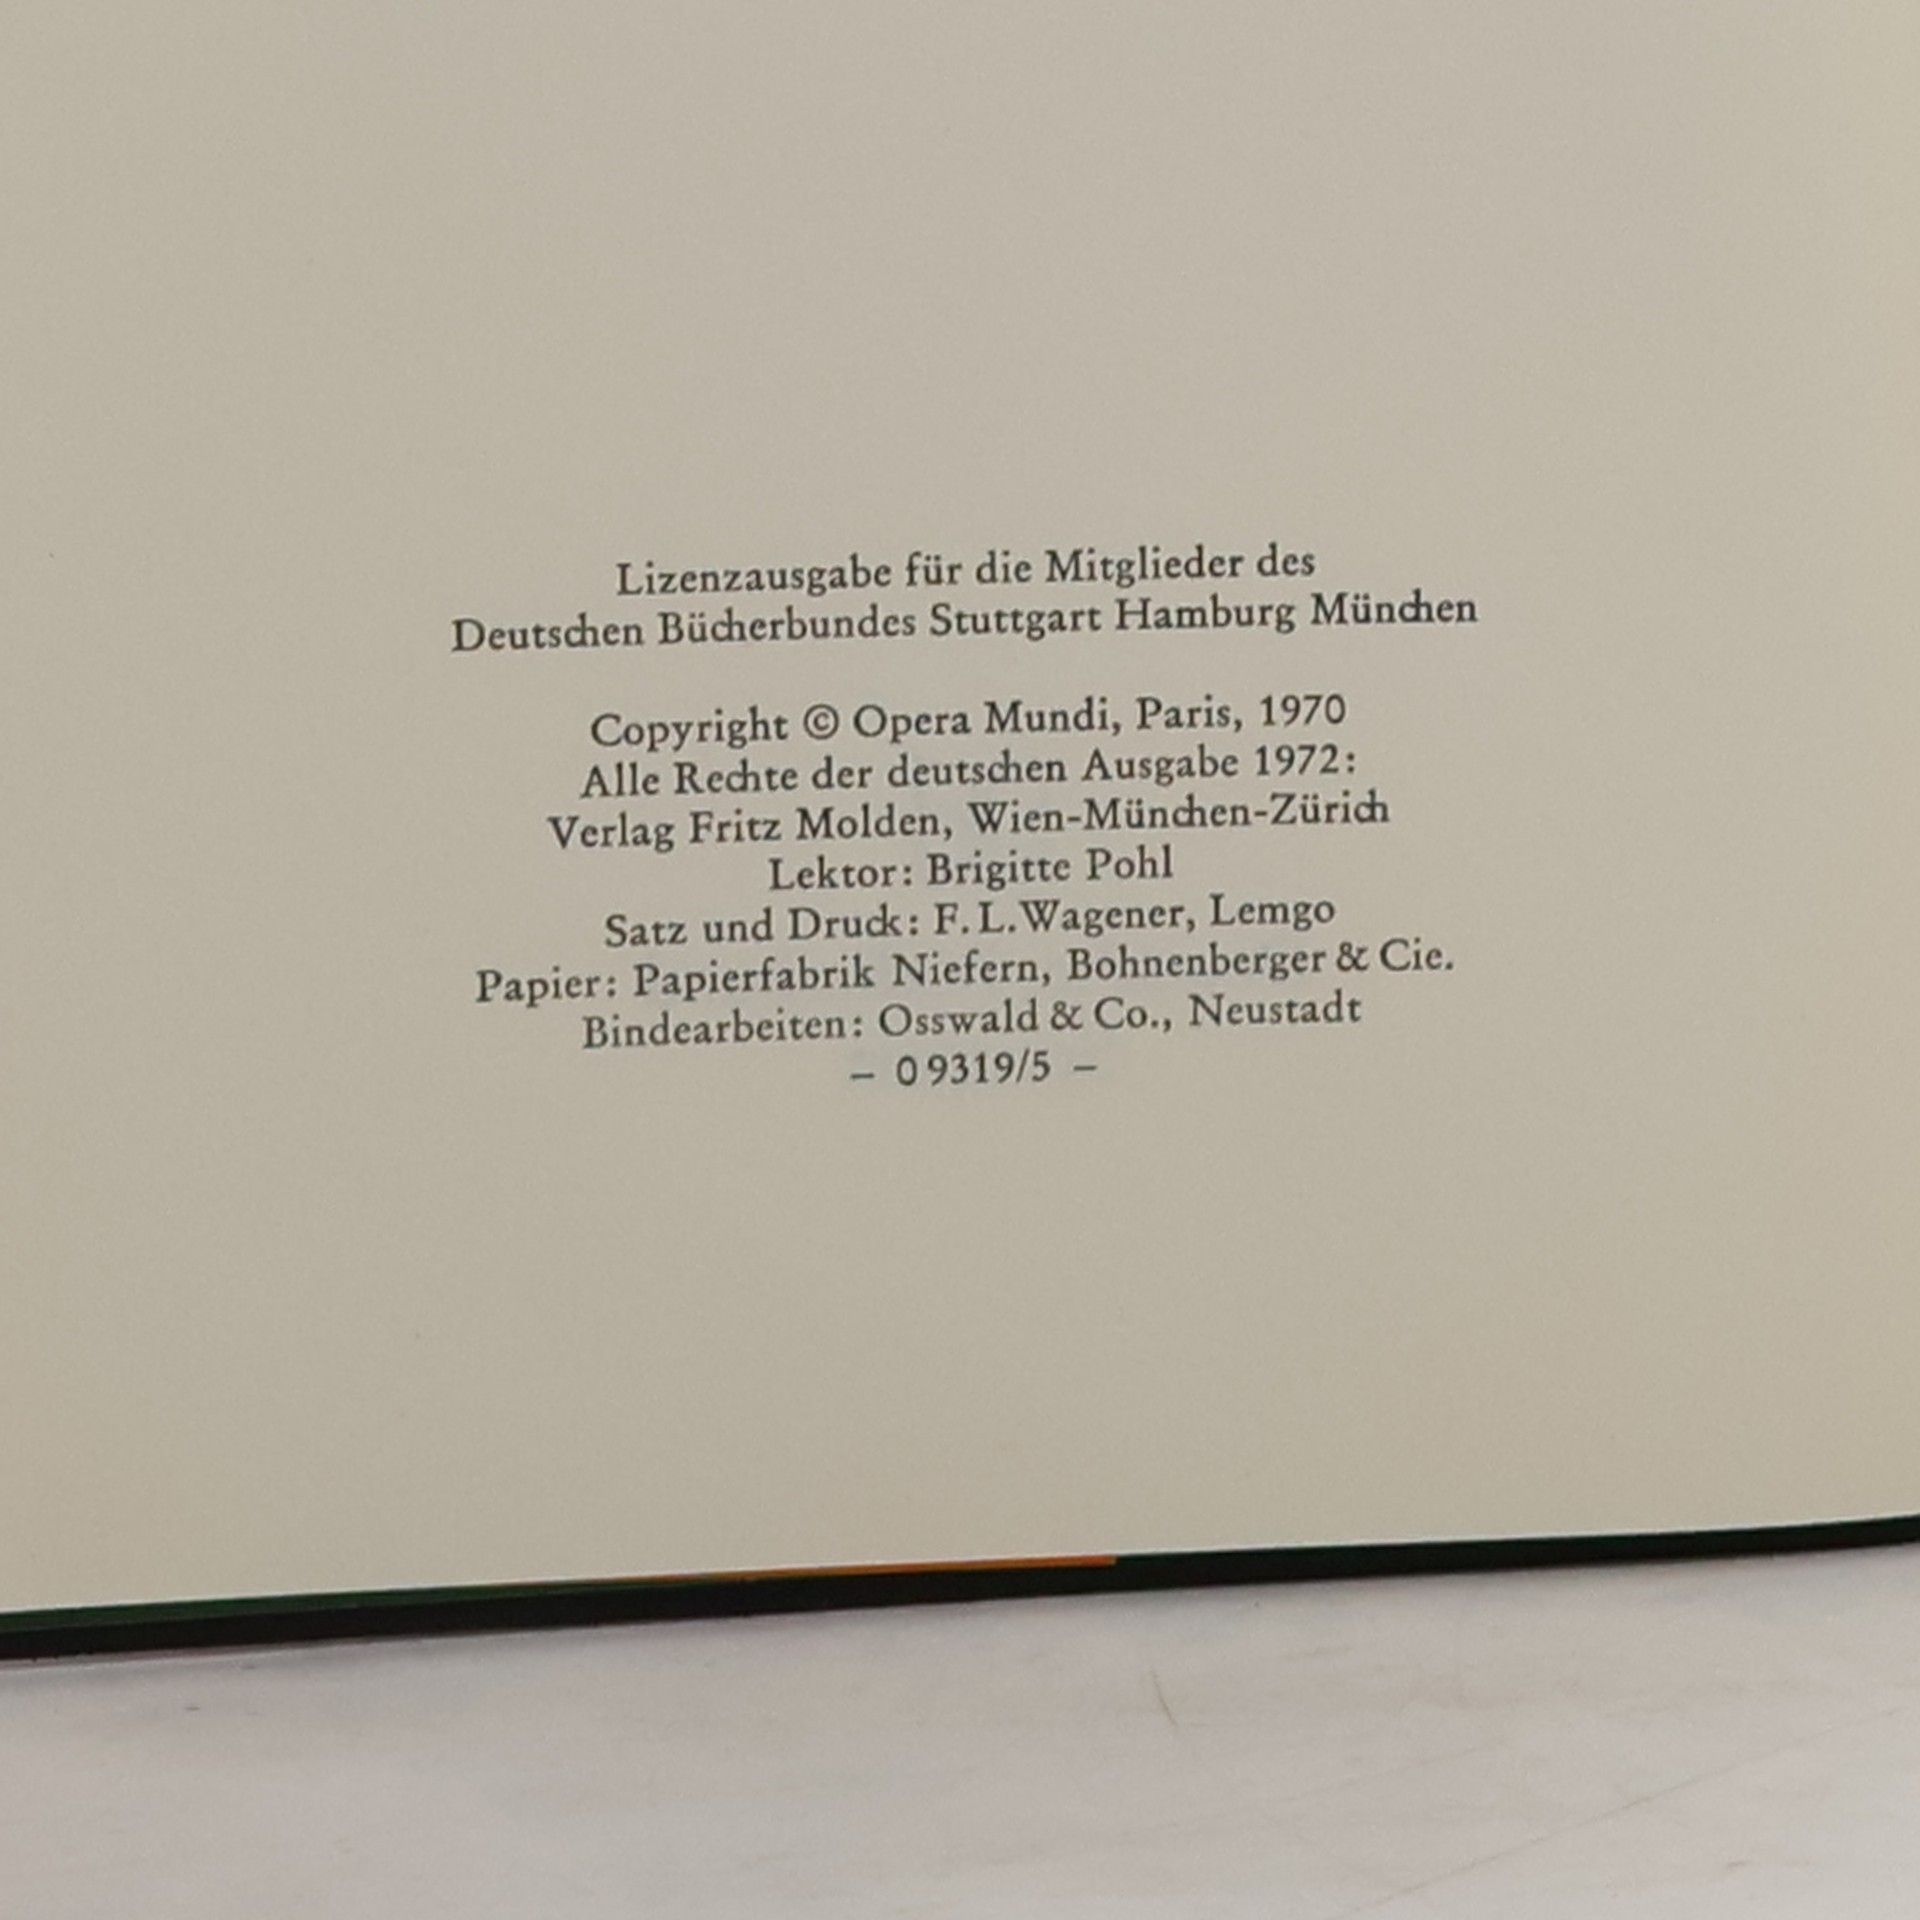 Lizenzausgabe für die Mitglieder des
Deutschen Bücherbundes Stuttgart Hamburg München
Copyright © Opera Mundi, Paris, 1970
Alle Rechte der deutschen Ausgabe 1972:
Verlag Fritz Molden, Wien-München-Zürich
Lektor: Brigitte Pohl
Satz und Druck: F. L. Wagener, Lemgo
Papier: Papierfabrik Niefern, Bohnenberger & Cie.
Bindearbeiten: Osswald & Co., Neustadt
– 0 9319/5 –